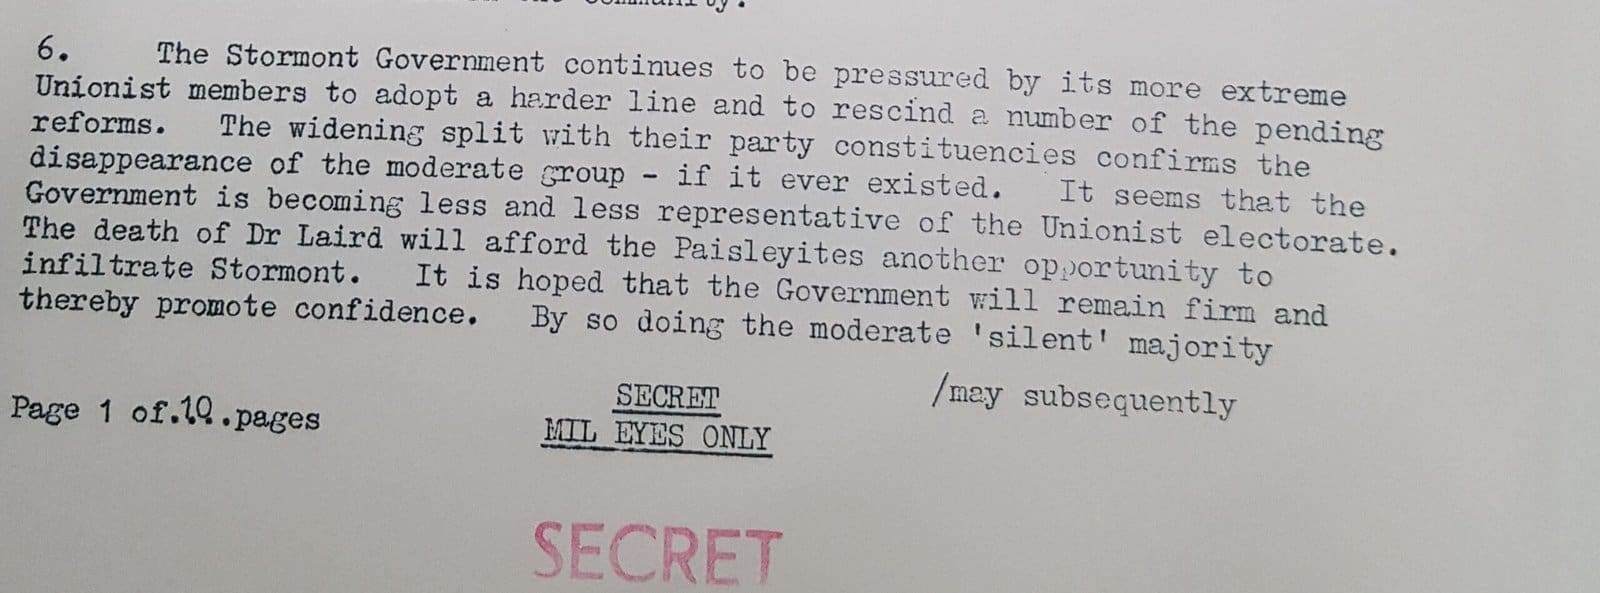 6. The Stormont Government continues to be pressured by its more extreme
Unionist members to adopt a harder line and to rescind a number of the pending
reforms. The widening split with their party constituencies confirms the
disappearance of the moderate group - if it ever existed. It seems that the
Government is becoming less and less representative of the Unionist electorate.
The death of Dr Laird will afford the Paisleyites another opportunity to
infiltrate Stormont. It is hoped that the Government will remain firm and
thereby promote confidence. By so doing the moderate 'silent' majority
/may subsequently
Page 1 of.10.pages
SECRET
MIL EYES ONLY
SECRET